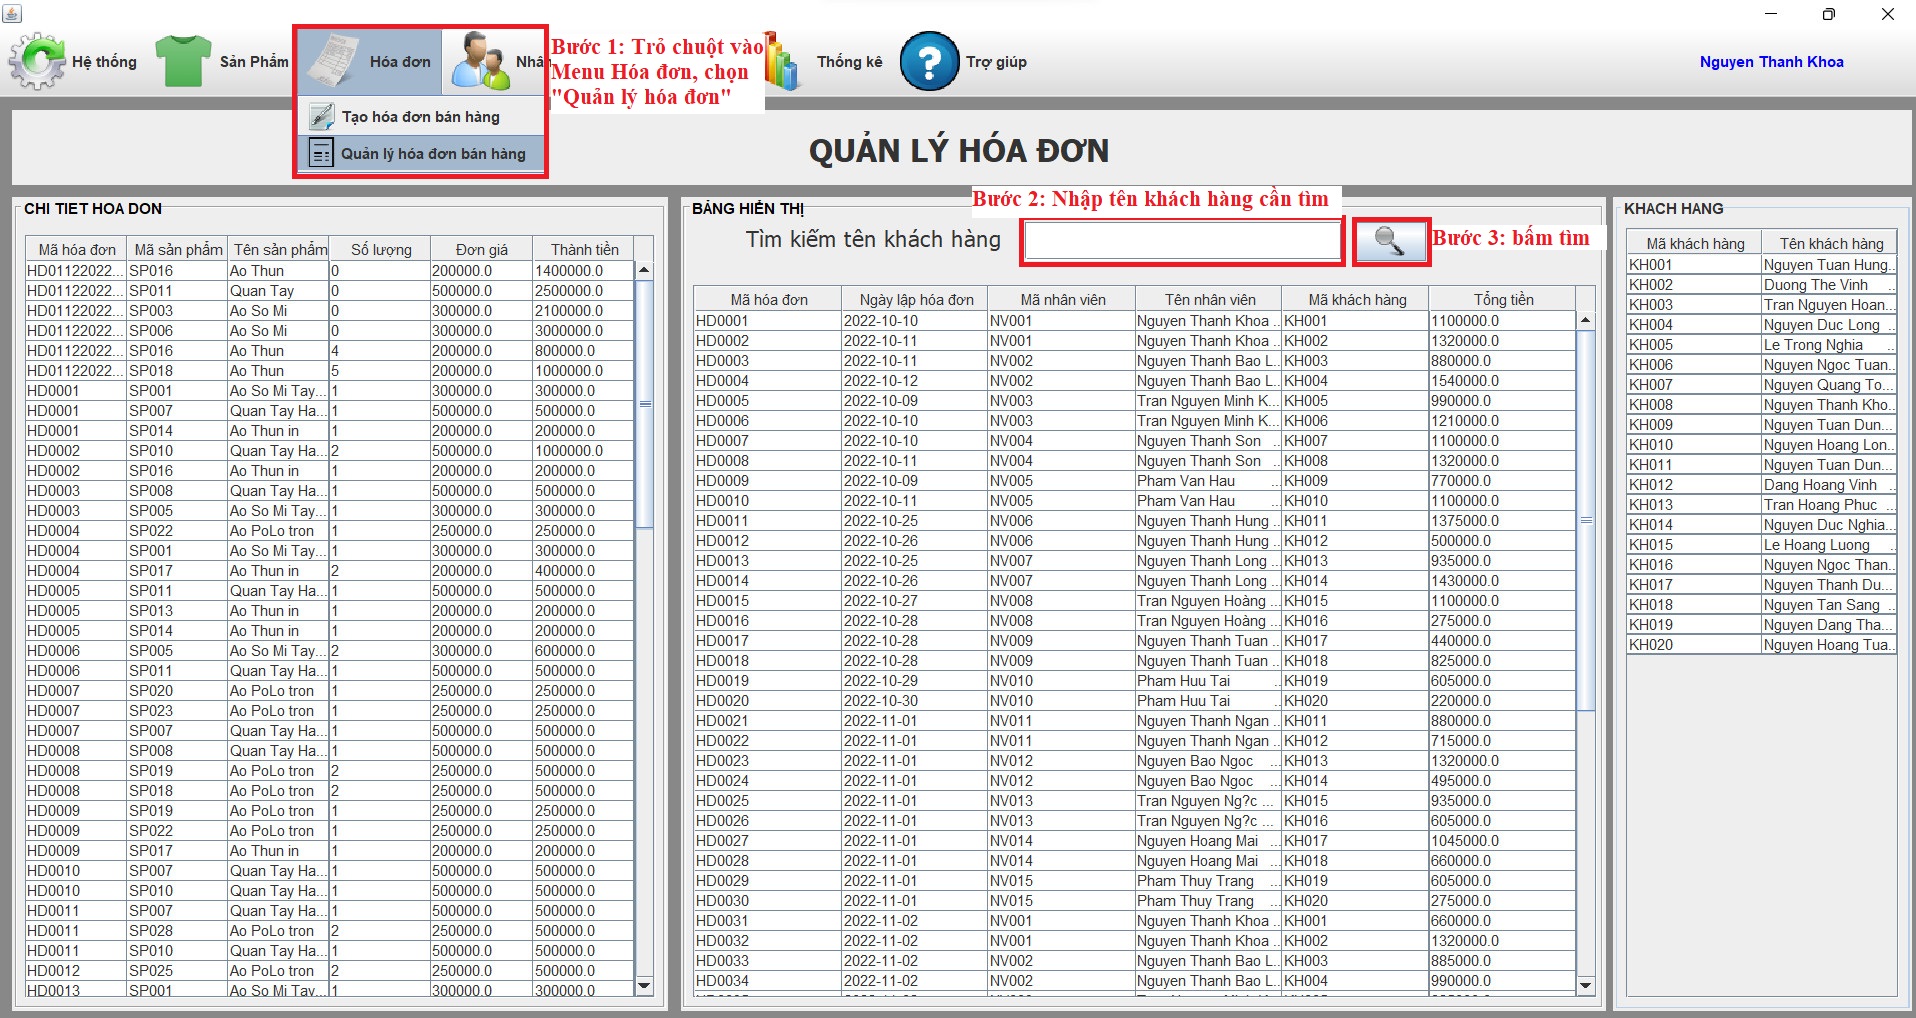 Hệ thống
Sản Phẩm
Hóa đơn
Nhân
Thống kê
Trợ giúp
Nguyen Thanh Khoa
Bước 1: Trỏ chuột vào
Menu Hóa đơn, chọn
"Quản lý hóa đơn"
Tạo hóa đơn bán hàng
Quản lý hóa đơn bán hàng
QUẢN LÝ HÓA ĐƠN
CHI TIET HOA DON
Mã hóa đơn Mã sản phẩm Tên sản phẩm Số lượng Đơn giá Thành tiền
HD01122022... SP016 Ao Thun 0 200000.0 1400000.0
HD01122022... SP011 Quan Tay 0 500000.0 2500000.0
HD01122022... SP003 Ao So Mi 0 300000.0 2100000.0
HD01122022... SP006 Ao So Mi 0 300000.0 3000000.0
HD01122022... SP016 Ao Thun 4 200000.0 800000.0
HD01122022... SP018 Ao Thun 5 200000.0 1000000.0
HD0001 SP001 Ao So Mi Tay... 1 300000.0 300000.0
HD0001 SP007 Quan Tay Ha... 1 500000.0 500000.0
HD0001 SP014 Ao Thun in 1 200000.0 200000.0
HD0002 SP010 Quan Tay Ha... 2 500000.0 1000000.0
HD0002 SP016 Ao Thun in 1 200000.0 200000.0
HD0003 SP008 Quan Tay Ha... 1 500000.0 500000.0
HD0003 SP005 Ao So Mi Tay... 1 300000.0 300000.0
HD0004 SP022 Ao PoLo tron 1 250000.0 250000.0
HD0004 SP001 Ao So Mi Tay... 1 300000.0 300000.0
HD0004 SP017 Ao Thun in 2 200000.0 400000.0
HD0005 SP011 Quan Tay Ha... 1 500000.0 500000.0
HD0005 SP013 Ao Thun in 1 200000.0 200000.0
HD0005 SP014 Ao Thun in 1 200000.0 200000.0
HD0006 SP005 Ao So Mi Tay... 2 300000.0 600000.0
HD0006 SP011 Quan Tay Ha... 1 500000.0 500000.0
HD0007 SP020 Ao PoLo tron 1 250000.0 250000.0
HD0007 SP023 Ao PoLo tron 1 250000.0 250000.0
HD0007 SP007 Quan Tay Ha... 1 500000.0 500000.0
HD0008 SP008 Quan Tay Ha... 1 500000.0 500000.0
HD0008 SP019 Ao PoLo tron 2 250000.0 500000.0
HD0008 SP018 Ao PoLo tron 2 250000.0 500000.0
HD0009 SP019 Ao PoLo tron 1 250000.0 250000.0
HD0009 SP022 Ao PoLo tron 1 250000.0 250000.0
HD0009 SP017 Ao Thun in 1 200000.0 200000.0
HD0010 SP007 Quan Tay Ha... 1 500000.0 500000.0
HD0010 SP010 Quan Tay Ha... 1 500000.0 500000.0
HD0011 SP007 Quan Tay Ha... 1 500000.0 500000.0
HD0011 SP028 Ao PoLo tron 2 250000.0 500000.0
HD0011 SP010 Quan Tay Ha... 1 500000.0 500000.0
HD0012 SP025 Ao PoLo tron 2 250000.0 500000.0
HD0013 SP001 Ao So Mi Tay... 1 300000.0 300000.0
BẢNG HIỂN THỊ
Bước 2: Nhập tên khách hàng cần tìm
Tìm kiếm tên khách hàng
Bước 3: bấm tìm
Mã hóa đơn Ngày lập hóa đơn Mã nhân viên Tên nhân viên Mã khách hàng Tổng tiền
HD0001 2022-10-10 NV001 Nguyen Thanh Khoa .. KH001 1100000.0
HD0002 2022-10-11 NV001 Nguyen Thanh Khoa .. KH002 1320000.0
HD0003 2022-10-11 NV002 Nguyen Thanh Bao L... KH003 880000.0
HD0004 2022-10-12 NV002 Nguyen Thanh Bao L... KH004 1540000.0
HD0005 2022-10-09 NV003 Tran Nguyen Minh K... KH005 990000.0
HD0006 2022-10-10 NV003 Tran Nguyen Minh K... KH006 1210000.0
HD0007 2022-10-10 NV004 Nguyen Thanh Son .. KH007 1100000.0
HD0008 2022-10-11 NV004 Nguyen Thanh Son .. KH008 1320000.0
HD0009 2022-10-09 NV005 Pham Van Hau ... KH009 770000.0
HD0010 2022-10-11 NV005 Pham Van Hau ... KH010 1100000.0
HD0011 2022-10-25 NV006 Nguyen Thanh Hung .. KH011 1375000.0
HD0012 2022-10-26 NV006 Nguyen Thanh Hung .. KH012 500000.0
HD0013 2022-10-25 NV007 Nguyen Thanh Long ... KH013 935000.0
HD0014 2022-10-26 NV007 Nguyen Thanh Long ... KH014 1430000.0
HD0015 2022-10-27 NV008 Tran Nguyen Hoàng ... KH015 1100000.0
HD0016 2022-10-28 NV008 Tran Nguyen Hoàng ... KH016 275000.0
HD0017 2022-10-28 NV009 Nguyen Thanh Tuan .. KH017 440000.0
HD0018 2022-10-28 NV009 Nguyen Thanh Tuan .. KH018 825000.0
HD0019 2022-10-29 NV010 Pham Huu Tai .. KH019 605000.0
HD0020 2022-10-30 NV010 Pham Huu Tai .. KH020 220000.0
HD0021 2022-11-01 NV011 Nguyen Thanh Ngan .. KH011 880000.0
HD0022 2022-11-01 NV011 Nguyen Thanh Ngan .. KH012 715000.0
HD0023 2022-11-01 NV012 Nguyen Bao Ngoc ... KH013 1320000.0
HD0024 2022-11-01 NV012 Nguyen Bao Ngoc ... KH014 495000.0
HD0025 2022-11-01 NV013 Tran Nguyen Ng?c ... KH015 935000.0
HD0026 2022-11-01 NV013 Tran Nguyen Ng?c ... KH016 605000.0
HD0027 2022-11-01 NV014 Nguyen Hoang Mai ... KH017 1045000.0
HD0028 2022-11-01 NV014 Nguyen Hoang Mai ... KH018 660000.0
HD0029 2022-11-01 NV015 Pham Thuy Trang ... KH019 605000.0
HD0030 2022-11-01 NV015 Pham Thuy Trang ... KH020 275000.0
HD0031 2022-11-02 NV001 Nguyen Thanh Khoa .. KH001 660000.0
HD0032 2022-11-02 NV001 Nguyen Thanh Khoa .. KH002 1320000.0
HD0033 2022-11-02 NV002 Nguyen Thanh Bao L... KH003 885000.0
HD0034 2022-11-02 NV002 Nguyen Thanh Bao L... KH004 990000.0
KHACH HANG
Mã khách hàng Tên khách hàng
KH001 Nguyen Tuan Hung..
KH002 Duong The Vinh ..
KH003 Tran Nguyen Hoan...
KH004 Nguyen Duc Long ..
KH005 Le Trong Nghia ..
KH006 Nguyen Ngoc Tuan..
KH007 Nguyen Quang To...
KH008 Nguyen Thanh Kho..
KH009 Nguyen Tuan Dun...
KH010 Nguyen Hoang Lon..
KH011 Nguyen Tuan Dun...
KH012 Dang Hoang Vinh ..
KH013 Tran Hoang Phuc ...
KH014 Nguyen Duc Nghia...
KH015 Le Hoang Luong ..
KH016 Nguyen Ngoc Than..
KH017 Nguyen Thanh Du...
KH018 Nguyen Tan Sang ..
KH019 Nguyen Dang Tha...
KH020 Nguyen Hoang Tua..